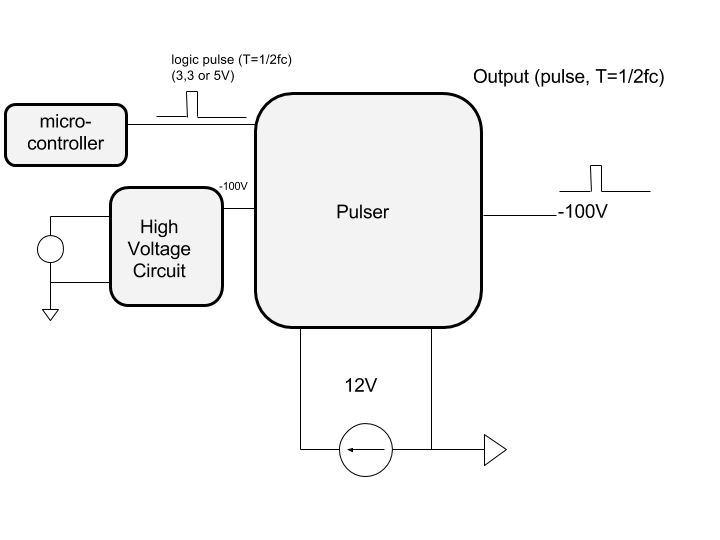 logic pulse (T=1/2fc)
(3,3 or 5V)
Output (pulse, T=1/2fc)
micro-
controller
-100V
High
Voltage
Circuit
Pulser
-100V
12V